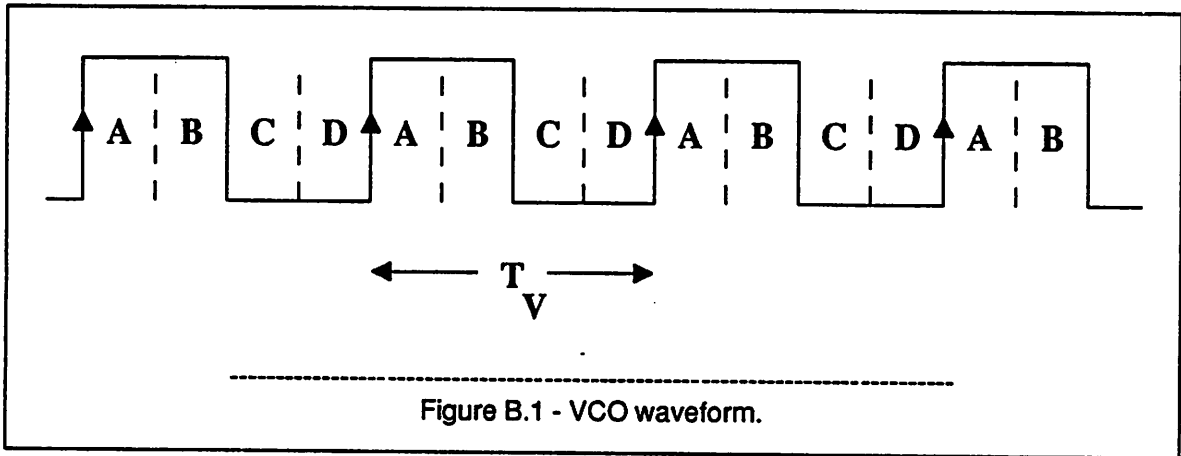 A B C D A B C D A B C D A B
T
V
Figure B.1 - VCO waveform.